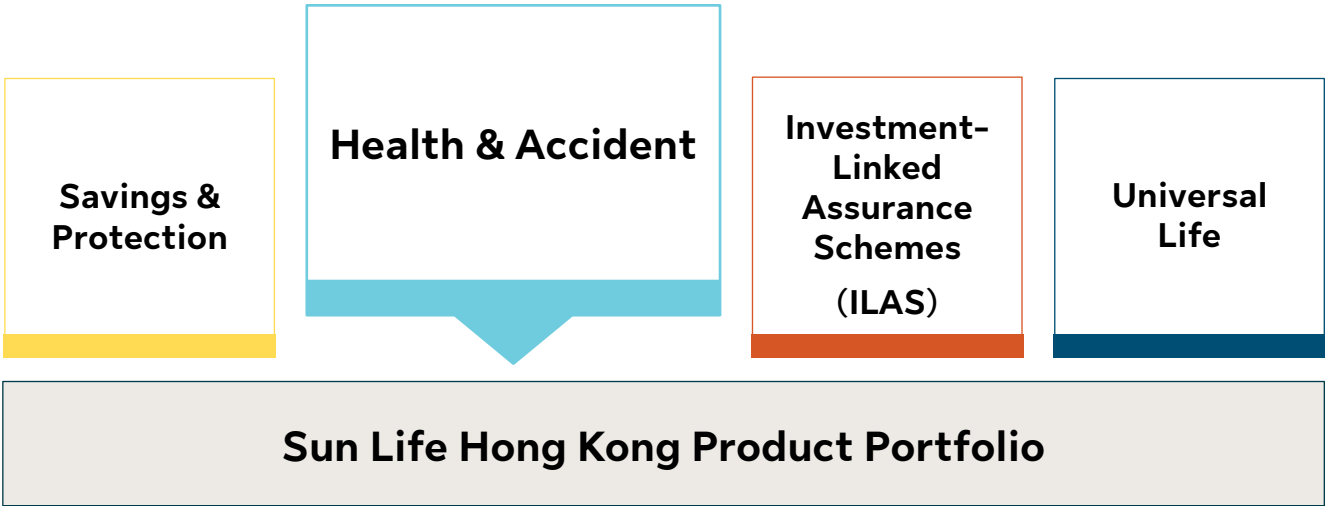 Savings &
Protection
Health & Accident
Investment-
Linked
Assurance
Schemes
(ILAS)
Universal
Life
Sun Life Hong Kong Product Portfolio